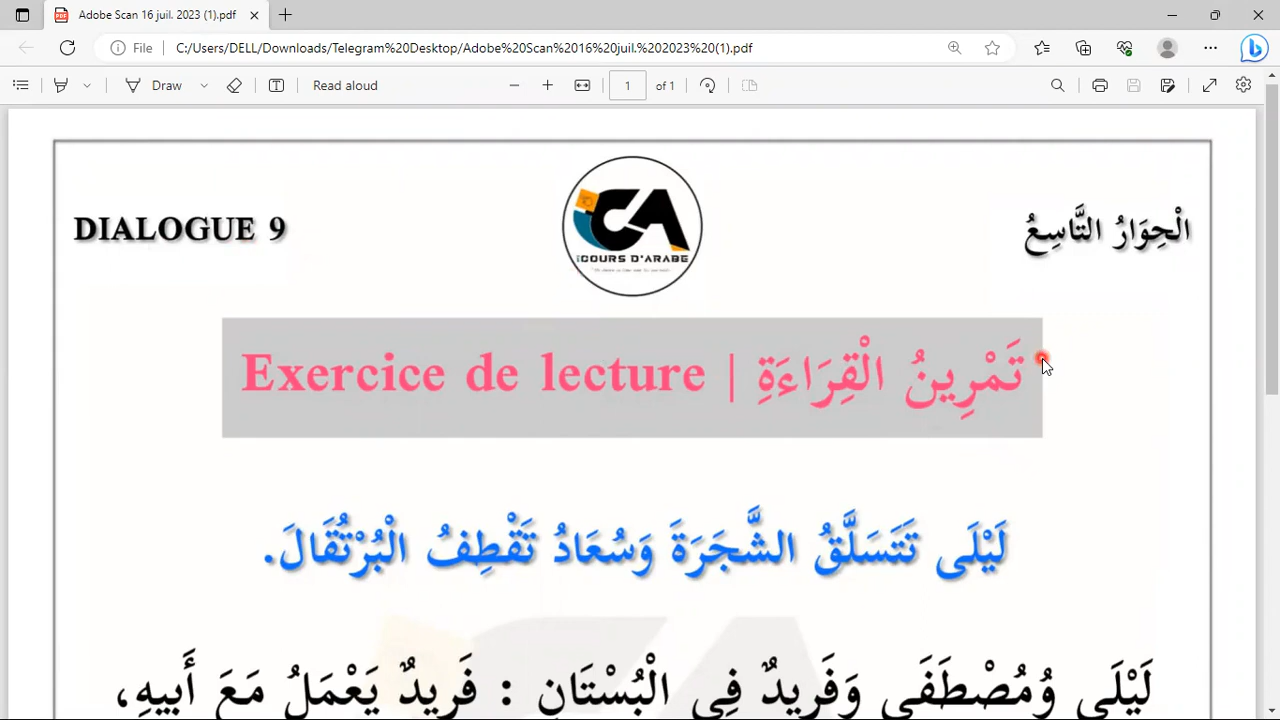 Adobe Scan 16 juil. 2023 (1).pdf
File C:/Users/DELL/Downloads/Telegram%20Desktop/Adobe%20Scan%2016%20juil.%202023%20(1).pdf
Draw Read aloud 1 of 1
DIALOGUE 9
الْحِوَارُ التَّاسِعُ
CA
COURS D'ARABE
Exercice de lecture | تَمْرِينُ الْقِرَاءَةِ
لَيْلَى تَتَسَلَّقُ الشَّجَرَةَ وَسُعَادُ تَقْطِفُ الْبُرْتُقَالَ.
لَيْلَى وُمُصْطَفَى وَفَرِيدٌ فِي الْبُسْتَانِ : فَرِيدٌ يَعْمَلُ مَعَ أَبِيهِ،